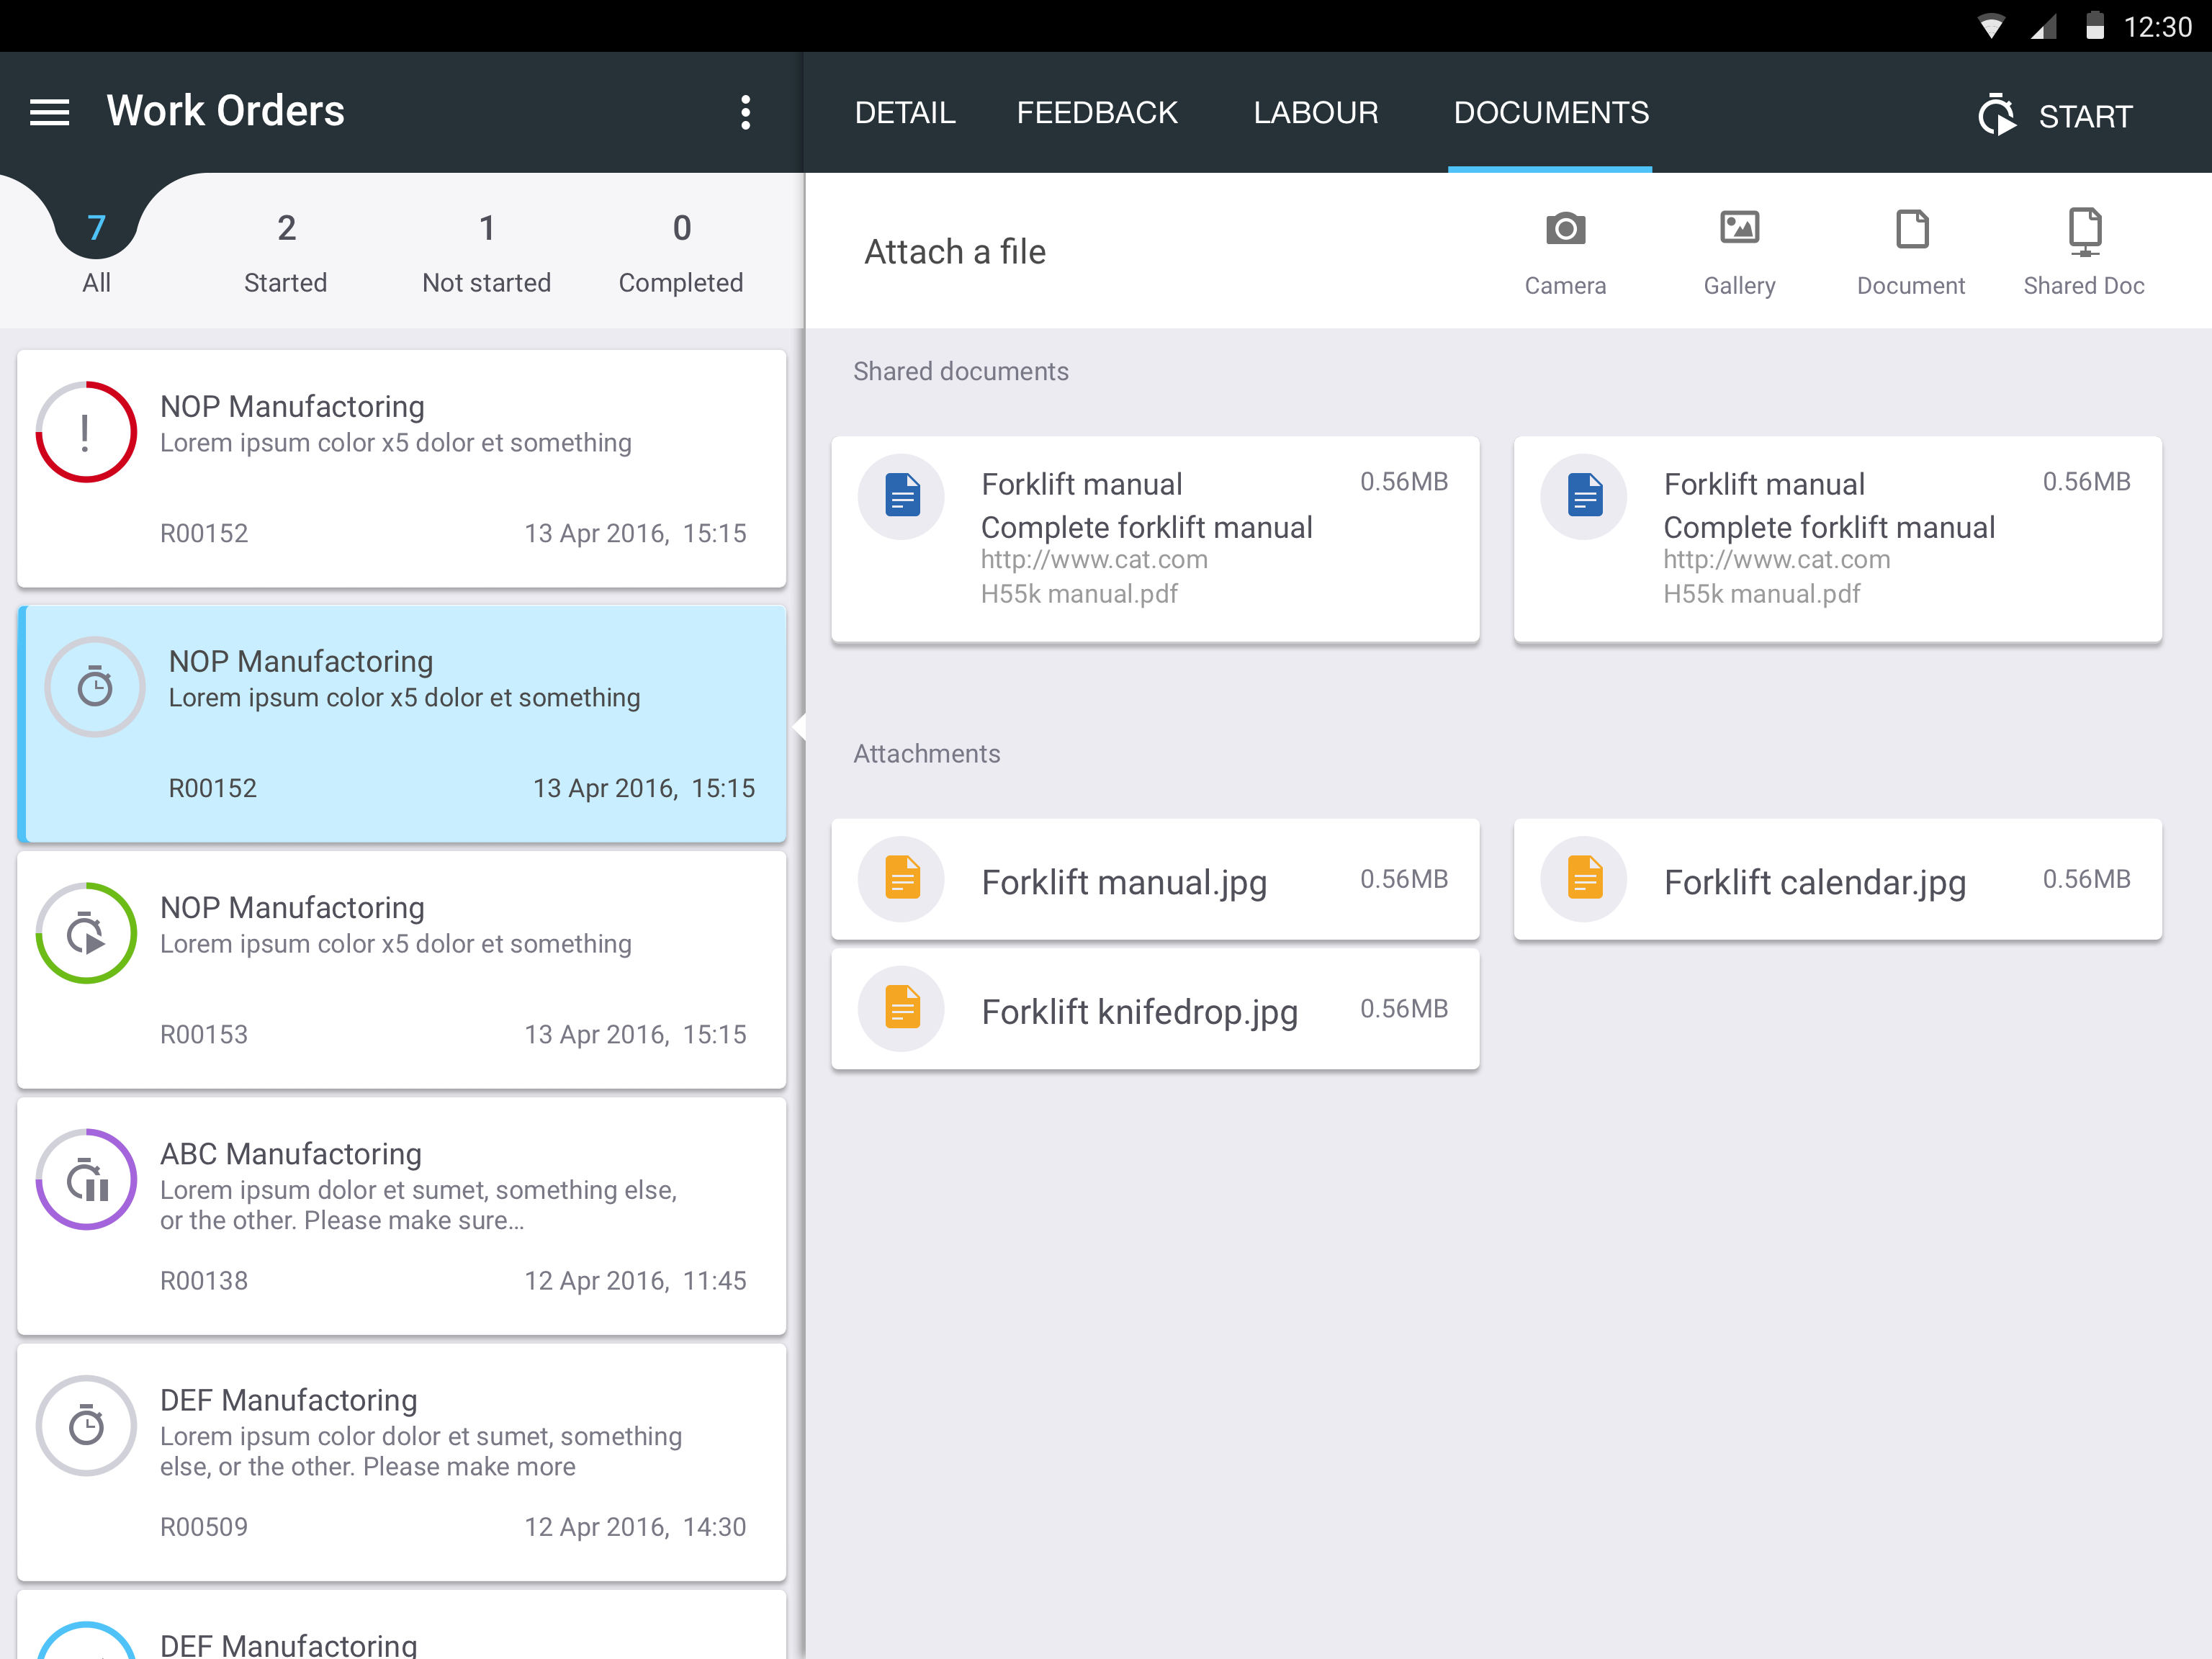 12:30
Work Orders
DETAIL FEEDBACK LABOUR DOCUMENTS START
7 2 1 0
All Started Not started Completed
NOP Manufactoring
Lorem ipsum color x5 dolor et something
R00152 13 Apr 2016, 15:15
NOP Manufactoring
Lorem ipsum color x5 dolor et something
R00152 13 Apr 2016, 15:15
NOP Manufactoring
Lorem ipsum color x5 dolor et something
R00153 13 Apr 2016, 15:15
ABC Manufactoring
Lorem ipsum dolor et sumet, something else,
or the other. Please make sure...
R00138 12 Apr 2016, 11:45
DEF Manufactoring
Lorem ipsum color dolor et sumet, something
else, or the other. Please make more
R00509 12 Apr 2016, 14:30
DEF Manufactoring
Attach a file
Camera Gallery Document Shared Doc
Shared documents
Forklift manual 0.56MB
Complete forklift manual
http://www.cat.com
H55k manual.pdf
Forklift manual 0.56MB
Complete forklift manual
http://www.cat.com
H55k manual.pdf
Attachments
Forklift manual.jpg 0.56MB
Forklift calendar.jpg 0.56MB
Forklift knifedrop.jpg 0.56MB